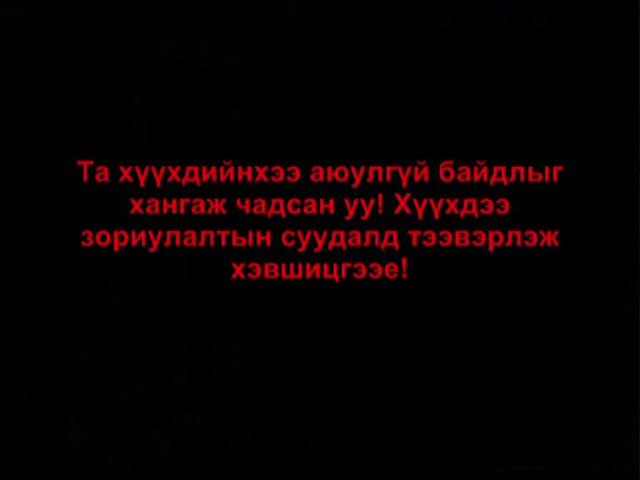 Та хүүхдийнхээ аюулгүй байдлыг
хангаж чадсан уу! Хүүхдээ
зориулалтын суудалд тээвэрлэж
хэвшицгээе!